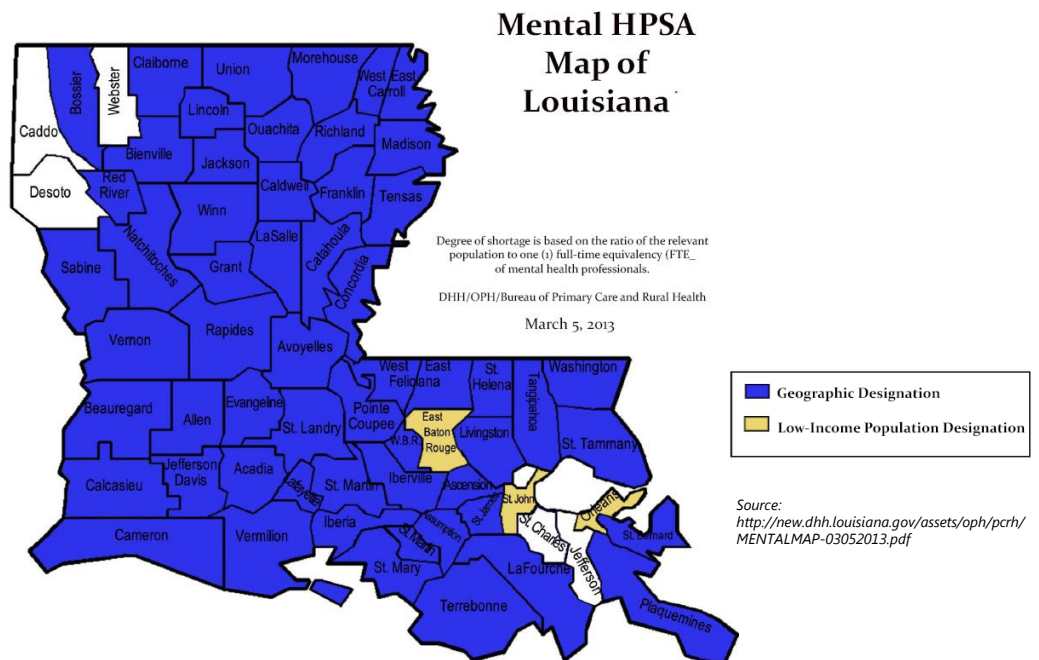 Mental HPSA
Map of
Louisiana
Caddo
Bossier
Webster
Claiborne
Union
Morehouse
West
Carroll
East
Lincoln
Ouachita
Richland
Madison
Bienville
Jackson
Desoto
Red
River
Caldwell
Franklin
Tensas
Winn
Natchitoches
LaSalle
Catahoula
Concordia
Sabine
Grant
Degree of shortage is based on the ratio of the relevant
population to one (1) full-time equivalency (FTE_
of mental health professionals.
DHH/OPH/Bureau of Primary Care and Rural Health
March 5, 2013
Vernon
Rapides
Avoyelles
West
Feliciana
East
St.
Helena
Tangipahoa
Washington
Beauregard
Allen
Evangeline
St. Landry
Pointe
Coupee
W.B.R.
East
Baton
Rouge
Livingston
St. Tammany
Geographic Designation
Low-Income Population Designation
Calcasieu
Jefferson
Davis
Acadia
Lafayette
St. Martin
Iberville
Ascension
St. James
St. John
St. Charles
Orleans
St. Bernard
Cameron
Vermilion
Iberia
St. Martin
Assumption
St. Mary
LaFourche
Jefferson
Terrebonne
Plaquemines
Source:
http://new.dhh.louisiana.gov/assets/oph/pcrh/
MENTALMAP-03052013.pdf